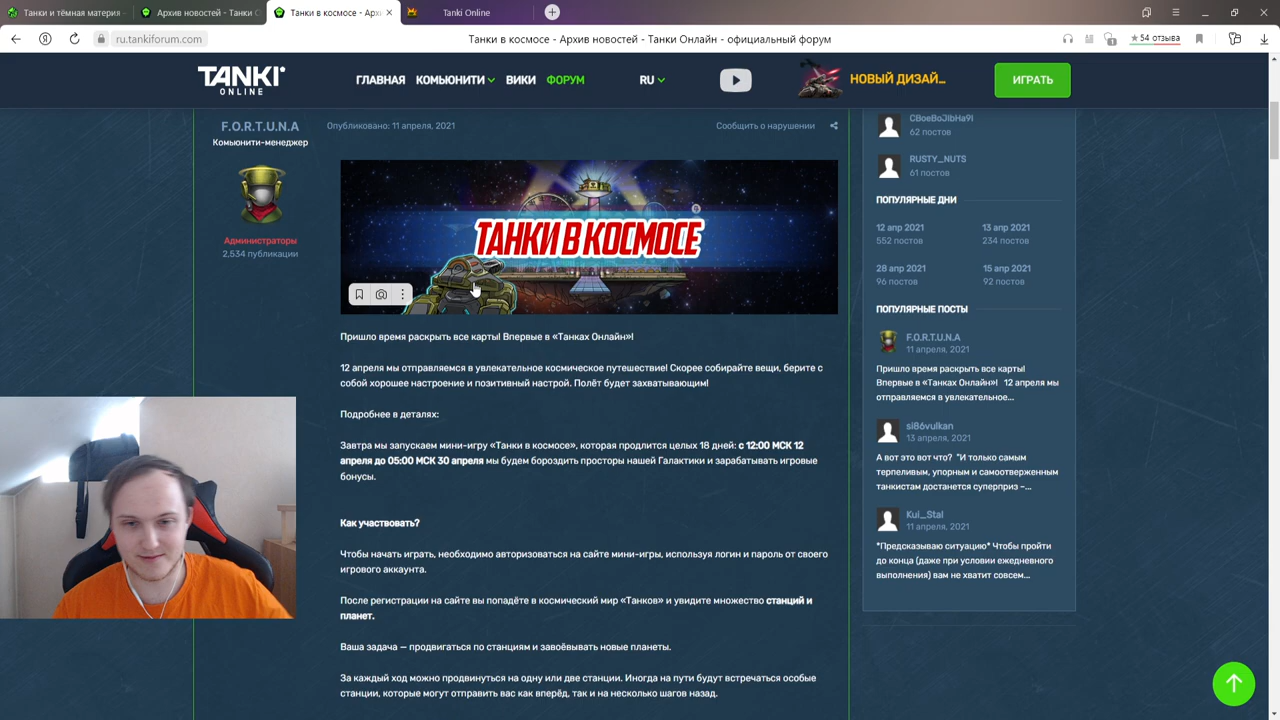 Танки и тёмная материя
Архив новостей - Танки
Танки в космосе - Арх
Tanki Online
ru.tankiforum.com
Танки в космосе - Архив новостей - Танки Онлайн - официальный форум
54 отзыва
TANKI
ONLINE
ГЛАВНАЯ
КОМЬЮНИТИ
ВИКИ
ФОРУМ
RU
НОВЫЙ ДИЗАЙ...
ИГРАТЬ
F.O.R.T.U.N.A
Комьюнити-менеджер
Администраторы
2,534 публикации
Опубликовано: 11 апреля, 2021
Сообщить о нарушении
ТАНКИ В КОСМОСЕ
Пришло время раскрыть все карты! Впервые в «Танках Онлайн»!
12 апреля мы отправляемся в увлекательное космическое путешествие! Скорее собирайте вещи, берите с
собой хорошее настроение и позитивный настрой. Полёт будет захватывающим!
Подробнее в деталях:
Завтра мы запускаем мини-игру «Танки в космосе», которая продлится целых 18 дней: с 12:00 МСК 12
апреля до 05:00 МСК 30 апреля мы будем бороздить просторы нашей Галактики и зарабатывать игровые
бонусы.
Как участвовать?
Чтобы начать играть, необходимо авторизоваться на сайте мини-игры, используя логин и пароль от своего
игрового аккаунта.
После регистрации на сайте вы попадёте в космический мир «Танков» и увидите множество станций и
планет.
Ваша задача — продвигаться по станциям и завоёвывать новые планеты.
За каждый ход можно продвинуться на одну или две станции. Иногда на пути будут встречаться особые
станции, которые могут отправить вас как вперёд, так и на несколько шагов назад.
62 постов
RUSTY_NUTS
61 постов
ПОПУЛЯРНЫЕ ДНИ
12 апр 2021
552 постов
13 апр 2021
234 постов
28 апр 2021
96 постов
15 апр 2021
92 постов
ПОПУЛЯРНЫЕ ПОСТЫ
F.O.R.T.U.N.A
11 апреля, 2021
Пришло время раскрыть все карты!
Впервые в «Танках Онлайн»! 12 апреля мы
отправляемся в увлекательное...
si86vulkan
13 апреля, 2021
А вот это вот что? "И только самым
терпеливым, упорным и самоотверженным
танкистам достанется суперприз –...
Kui_Stal
11 апреля, 2021
*Предсказываю ситуацию* Чтобы пройти
до конца (даже при условии ежедневного
выполнения) вам не хватит совсем...